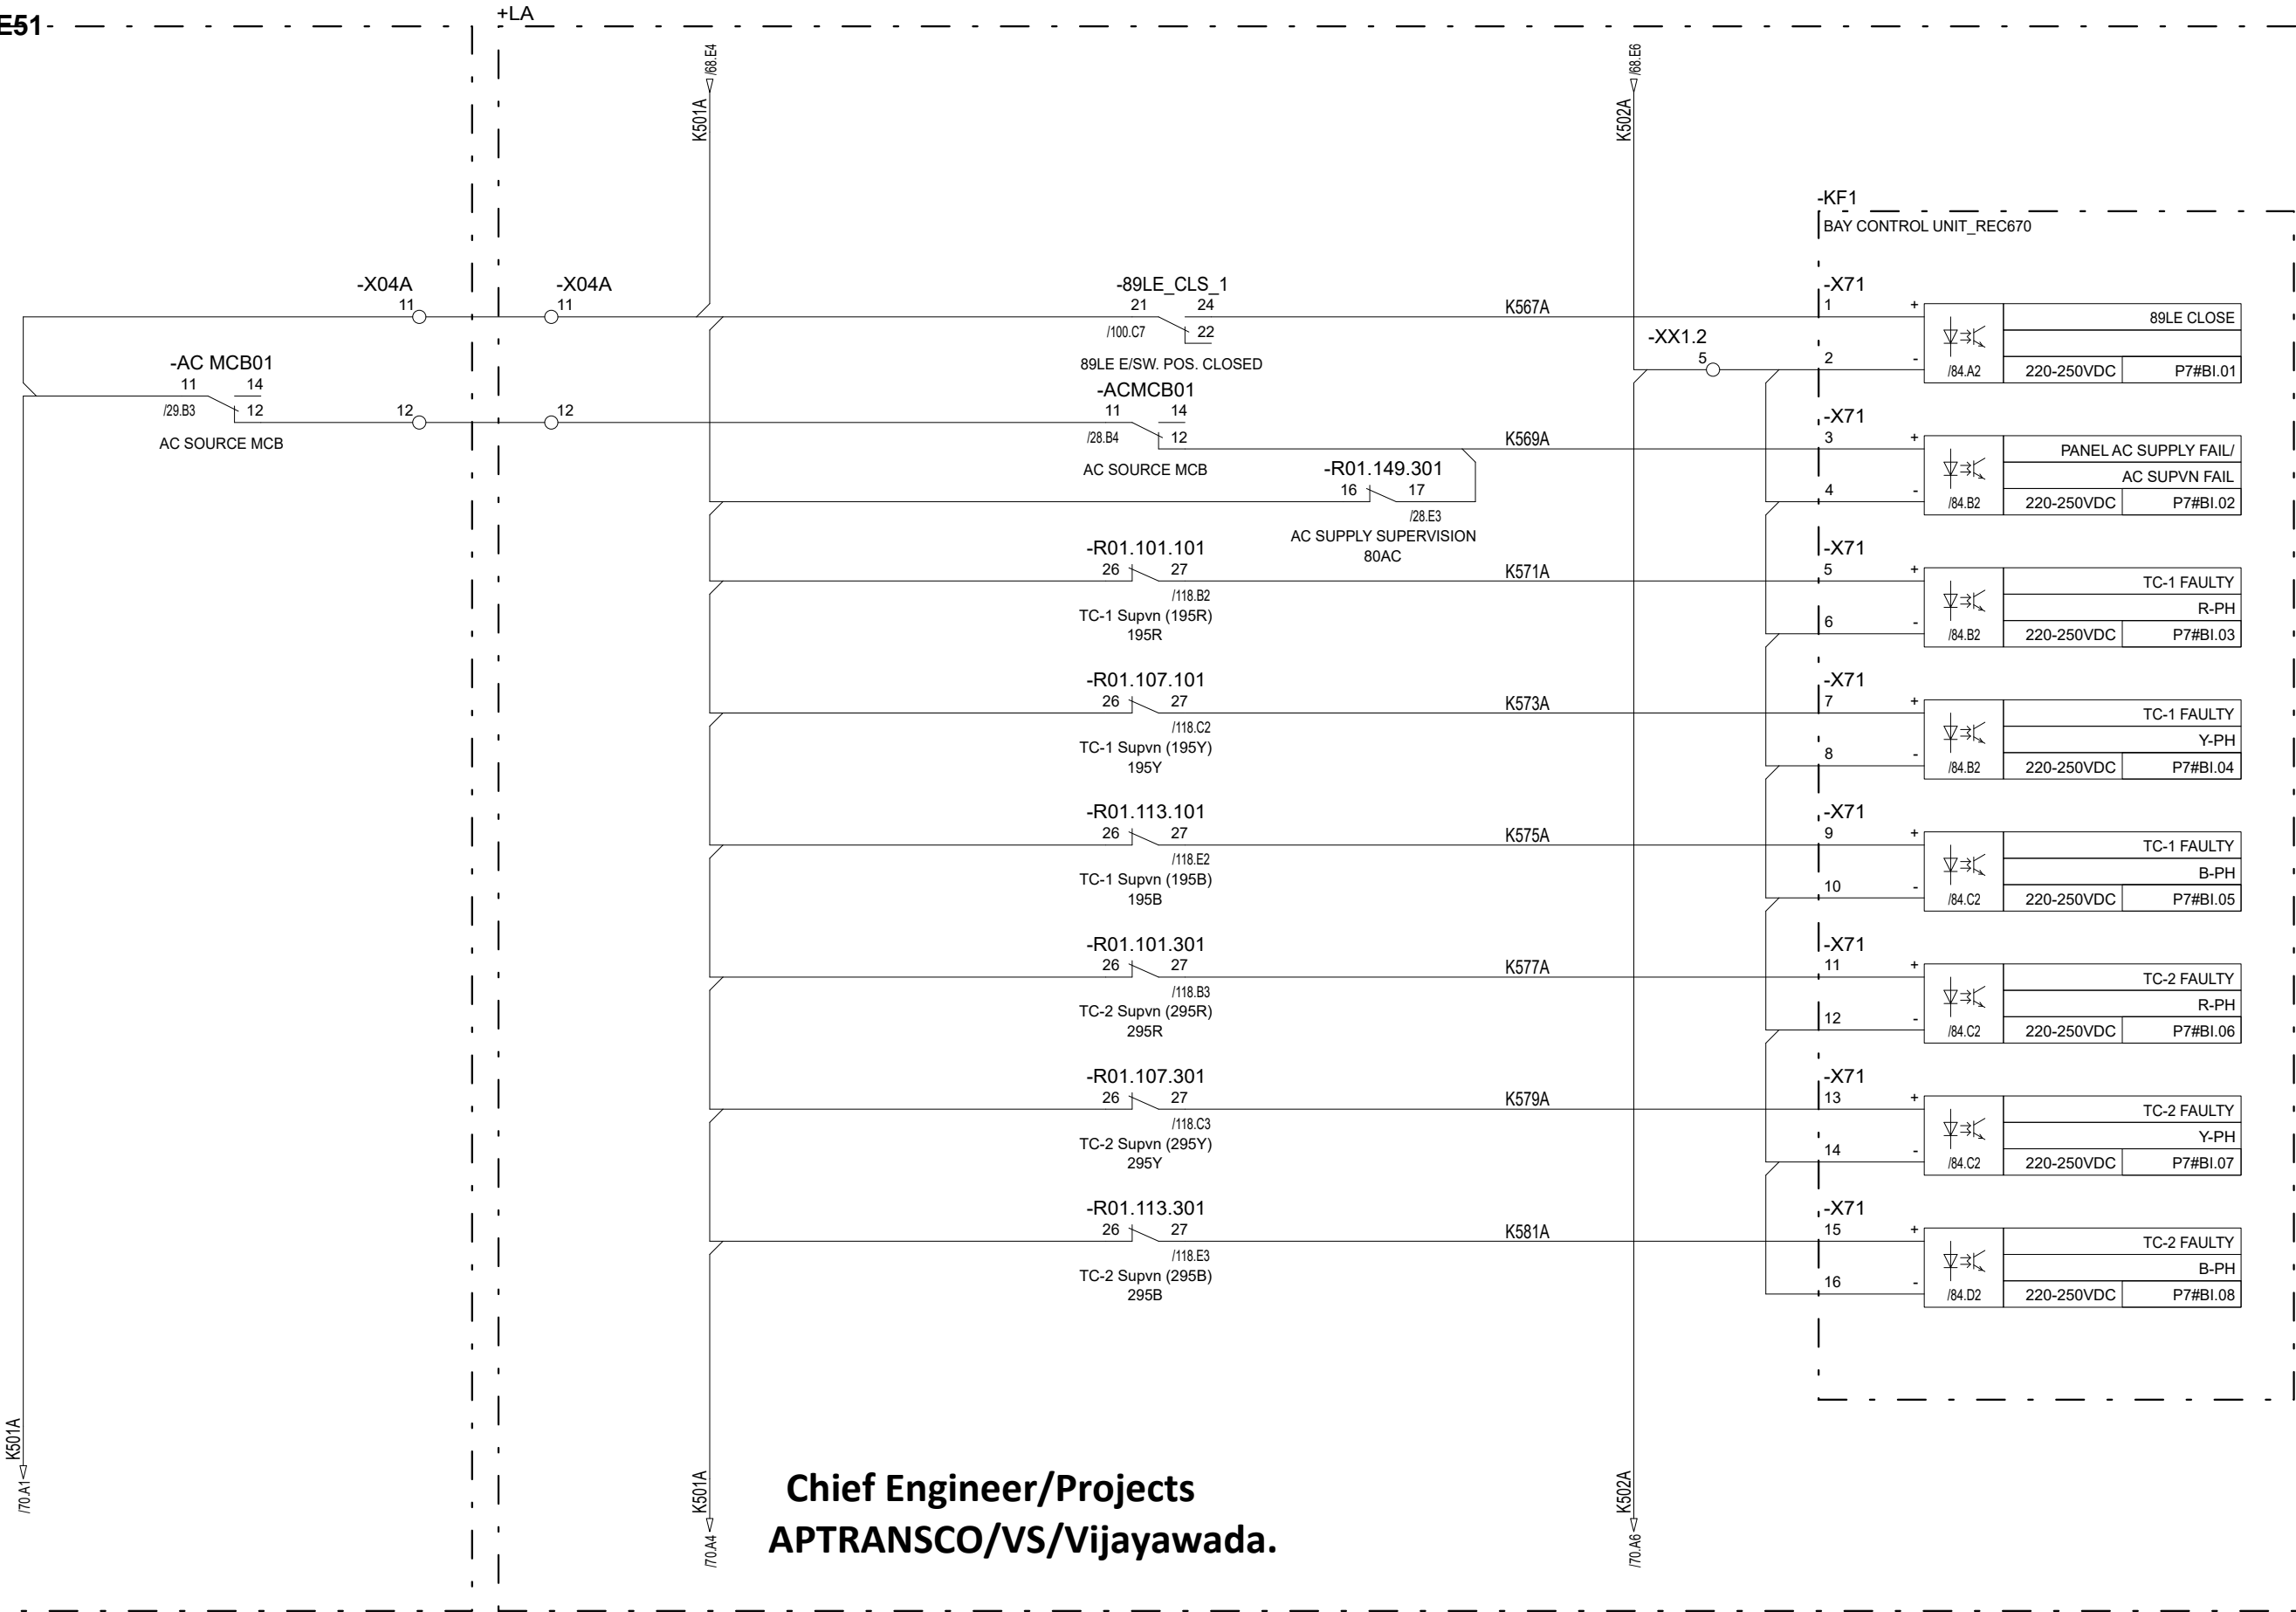 E51
+LA
/68.E4
K501A
/68.E6
K502A
-KF1
BAY CONTROL UNIT_REC670
-X04A
11
-X04A
11
-89LE_CLS_1
21 24
22
/100.C7
89LE E/SW. POS. CLOSED
K567A
-XX1.2
5
-X71
1 +
2 -
/84.A2
89LE CLOSE
220-250VDC P7#BI.01
-AC MCB01
11 14
12
/29.B3
AC SOURCE MCB
12
12
-ACMCB01
11 14
12
/28.B4
AC SOURCE MCB
K569A
-R01.149.301
16 17
/28.E3
AC SUPPLY SUPERVISION
80AC
-X71
3 +
4 -
/84.B2
PANEL AC SUPPLY FAIL/
AC SUPVN FAIL
220-250VDC P7#BI.02
-R01.101.101
26 27
/118.B2
TC-1 Supvn (195R)
195R
K571A
-X71
5 +
6 -
/84.B2
TC-1 FAULTY
R-PH
220-250VDC P7#BI.03
-R01.107.101
26 27
/118.C2
TC-1 Supvn (195Y)
195Y
K573A
-X71
7 +
8 -
/84.B2
TC-1 FAULTY
Y-PH
220-250VDC P7#BI.04
-R01.113.101
26 27
/118.E2
TC-1 Supvn (195B)
195B
K575A
-X71
9 +
10 -
/84.C2
TC-1 FAULTY
B-PH
220-250VDC P7#BI.05
-R01.101.301
26 27
/118.B3
TC-2 Supvn (295R)
295R
K577A
-X71
11 +
12 -
/84.C2
TC-2 FAULTY
R-PH
220-250VDC P7#BI.06
-R01.107.301
26 27
/118.C3
TC-2 Supvn (295Y)
295Y
K579A
-X71
13 +
14 -
/84.C2
TC-2 FAULTY
Y-PH
220-250VDC P7#BI.07
-R01.113.301
26 27
/118.E3
TC-2 Supvn (295B)
295B
K581A
-X71
15 +
16 -
/84.D2
TC-2 FAULTY
B-PH
220-250VDC P7#BI.08
K501A
/70.A1
K501A
/70.A4
Chief Engineer/Projects
APTRANSCO/VS/Vijayawada.
K502A
/70.A6